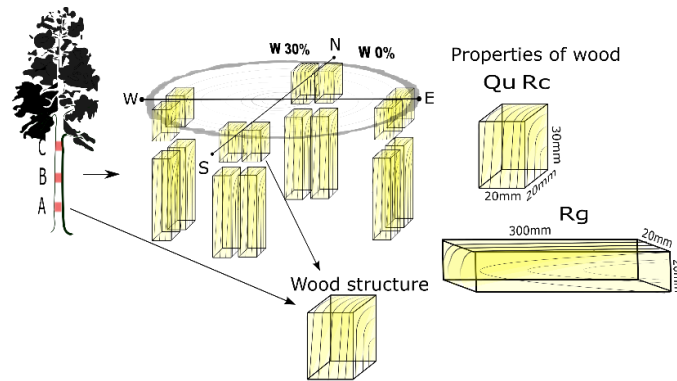 W 30%
N
W 0%
Properties of wood
Qu Rc
W
E
S
C
B
A
30mm
20mm
20mm
Rg
300mm
20mm
Wood structure